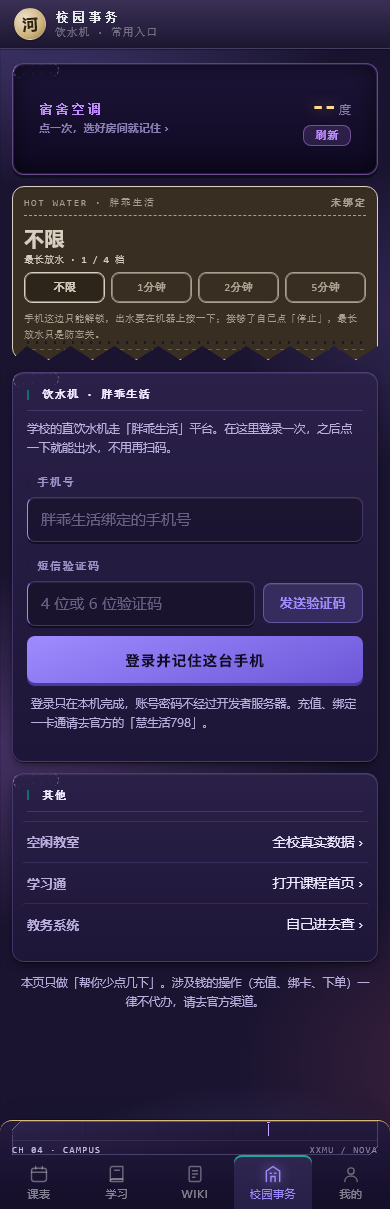 河
校园事务
饮水机 · 常用入口
宿舍空调
点一次，选好房间就记住 ›
-- 度
刷新
HOT WATER · 胖乖生活
未绑定
不限
最长放水 · 1 / 4 档
不限 1分钟 2分钟 5分钟
手机这边只能解锁，出水要在机器上按一下；接够了自己点「停止」，最长
放水只是防忘关。
饮水机 · 胖乖生活
学校的直饮水机走「胖乖生活」平台。在这里登录一次，之后点
一下就能出水，不用再扫码。
手机号
胖乖生活绑定的手机号
短信验证码
4 位或 6 位验证码
发送验证码
登录并记住这台手机
登录只在本机完成，账号密码不经过开发者服务器。充值、绑定
一卡通请去官方的「慧生活798」。
其他
空闲教室 全校真实数据 ›
学习通 打开课程首页 ›
教务系统 自己进去查 ›
本页只做「帮你少点几下」。涉及钱的操作（充值、绑卡、下单）一
律不代办，请去官方渠道。
CH 04 · CAMPUS
XXMU / NOVA
课表 学习 WIKI 校园事务 我的